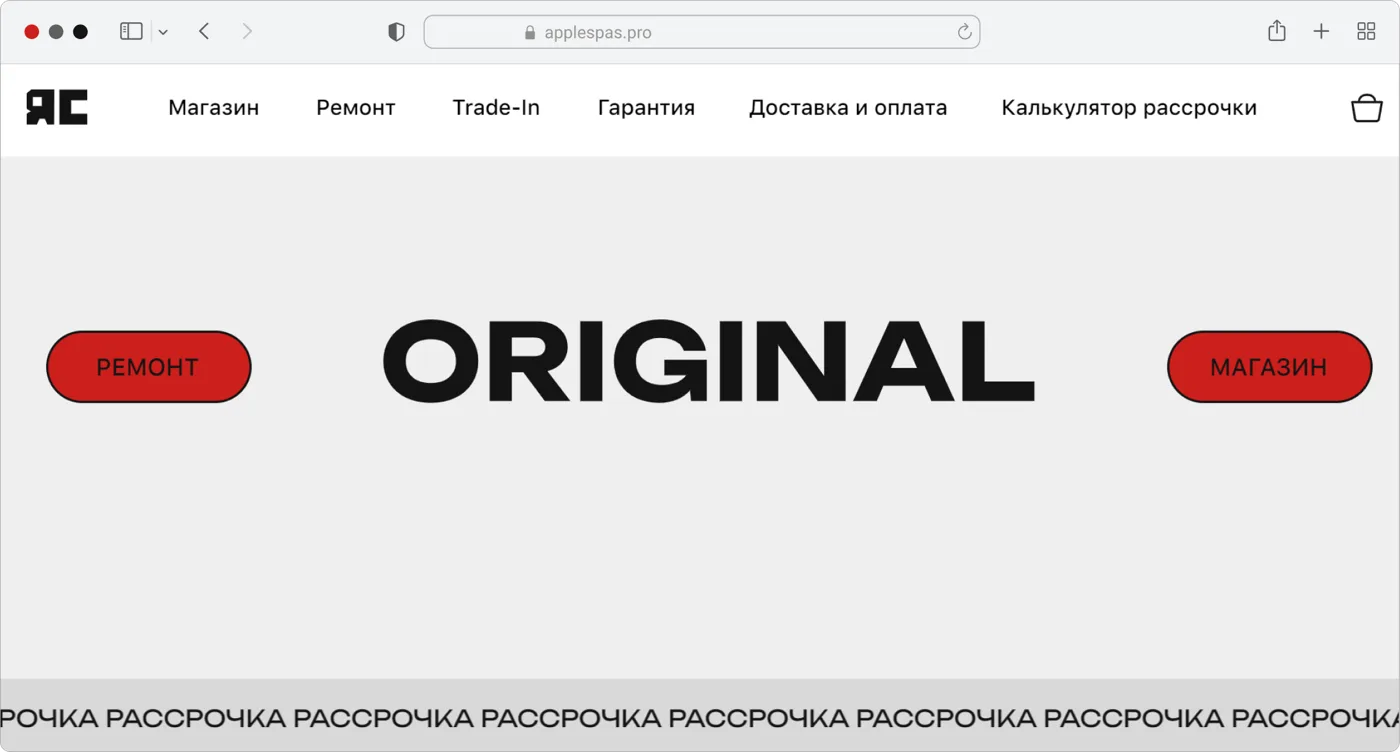 applespas.pro
ЯС Магазин Ремонт Trade-In Гарантия Доставка и оплата Калькулятор рассрочки
РЕМОНТ ORIGINAL МАГАЗИН
РОЧКА РАССРОЧКА РАССРОЧКА РАССРОЧКА РАССРОЧКА РАССРОЧКА РАССРОЧКА РАССРОЧКА